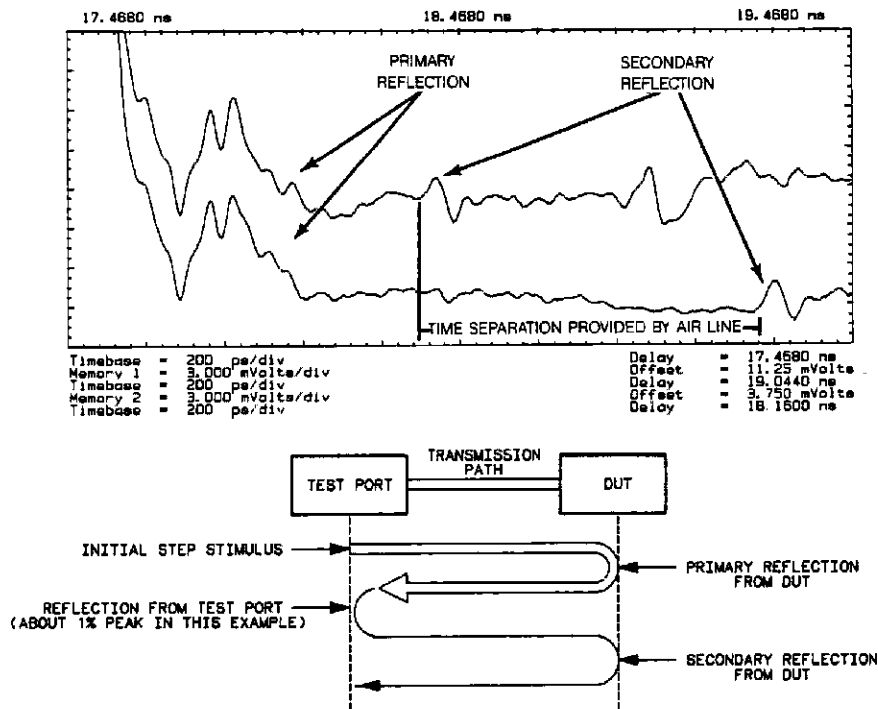 17.4680 ns
18.4680 ns
19.4680 ns
PRIMARY
REFLECTION
SECONDARY
REFLECTION
TIME SEPARATION PROVIDED BY AIR LINE
Timebase = 200 ps/div
Memory 1 = 3.000 mVolts/div
Timebase = 200 ps/div
Memory 2 = 3.000 mVolts/div
Timebase = 200 ps/div
Delay = 17.4680 ns
Offset = 11.25 mVolts
Delay = 19.0440 ns
Offset = 3.750 mVolts
Delay = 18.1600 ns
TEST PORT
TRANSMISSION
PATH
DUT
INITIAL STEP STIMULUS
PRIMARY REFLECTION
FROM DUT
REFLECTION FROM TEST PORT
(ABOUT 1% PEAK IN THIS EXAMPLE)
SECONDARY REFLECTION
FROM DUT